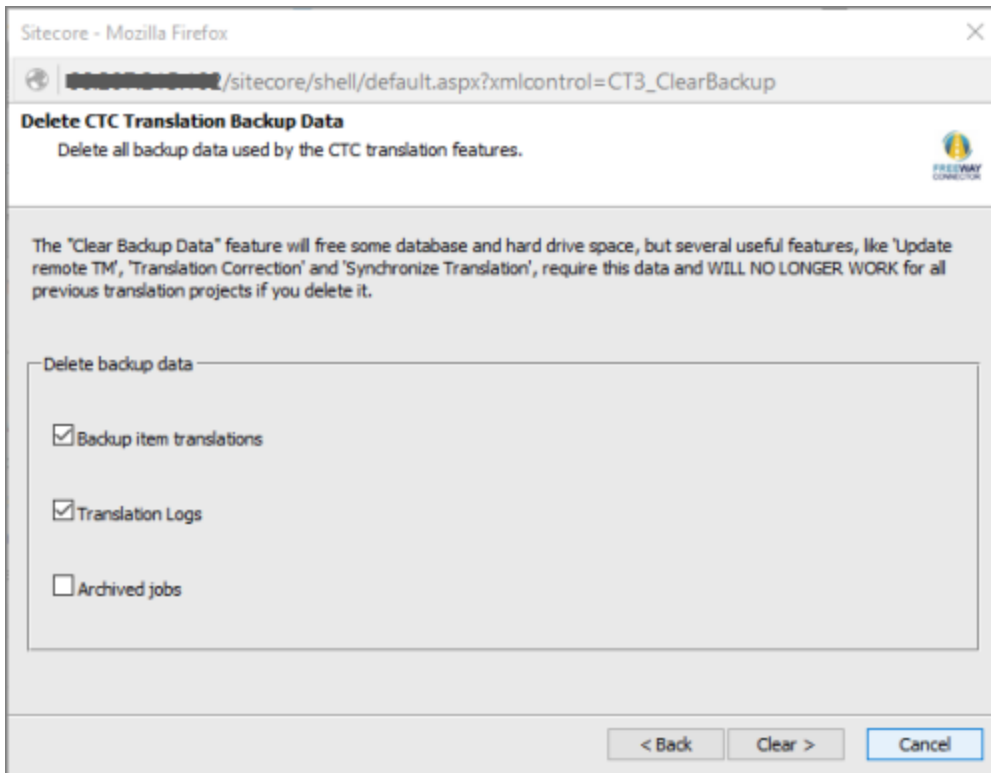 Sitecore - Mozilla Firefox
/sitecore/shell/default.aspx?xmlcontrol=CT3_ClearBackup
Delete CTC Translation Backup Data
Delete all backup data used by the CTC translation features.
FREEWAY
CONNECTOR
The "Clear Backup Data" feature will free some database and hard drive space, but several useful features, like 'Update
remote TM', 'Translation Correction' and 'Synchronize Translation', require this data and WILL NO LONGER WORK for all
previous translation projects if you delete it.
Delete backup data
Backup item translations
Translation Logs
Archived jobs
< Back
Clear >
Cancel